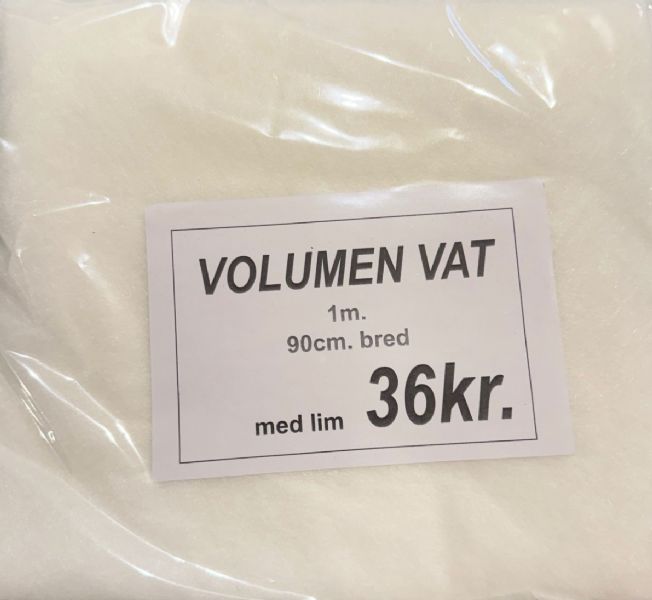 VOLUMEN VAT
1m.
90cm. bred
med lim 36kr.